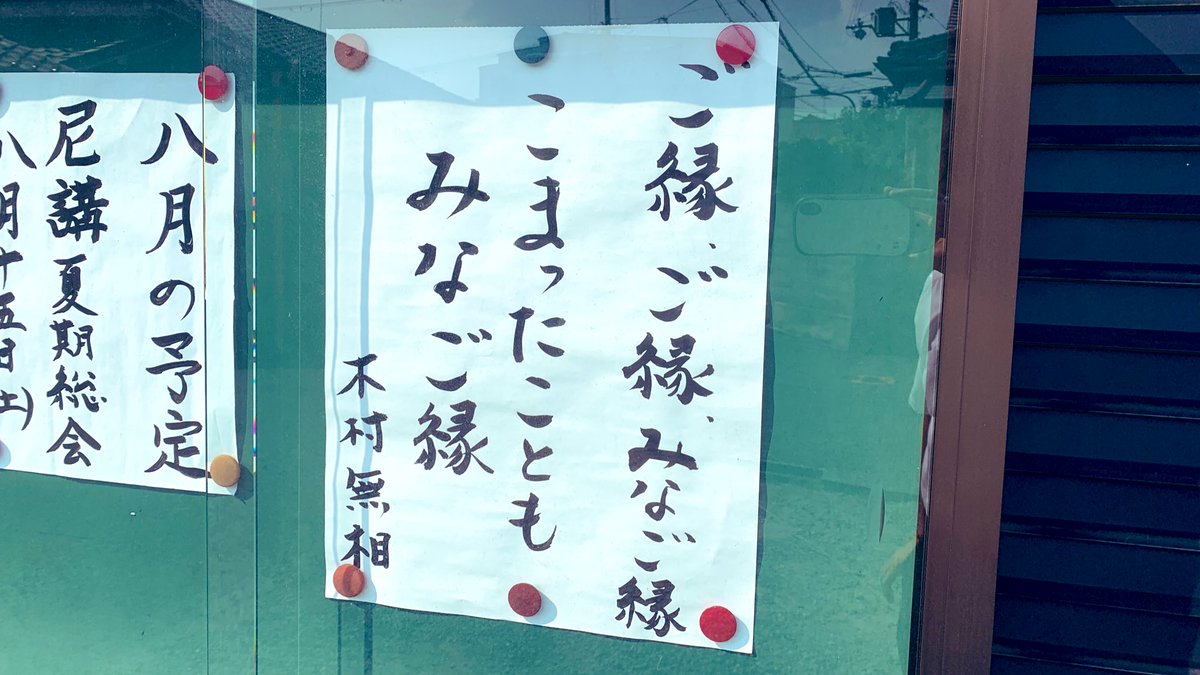 ご縁、ご縁、みなご縁
こまったことも
みなご縁
木村無相
八月の予定
尼講夏期総会
八月十五日(土)